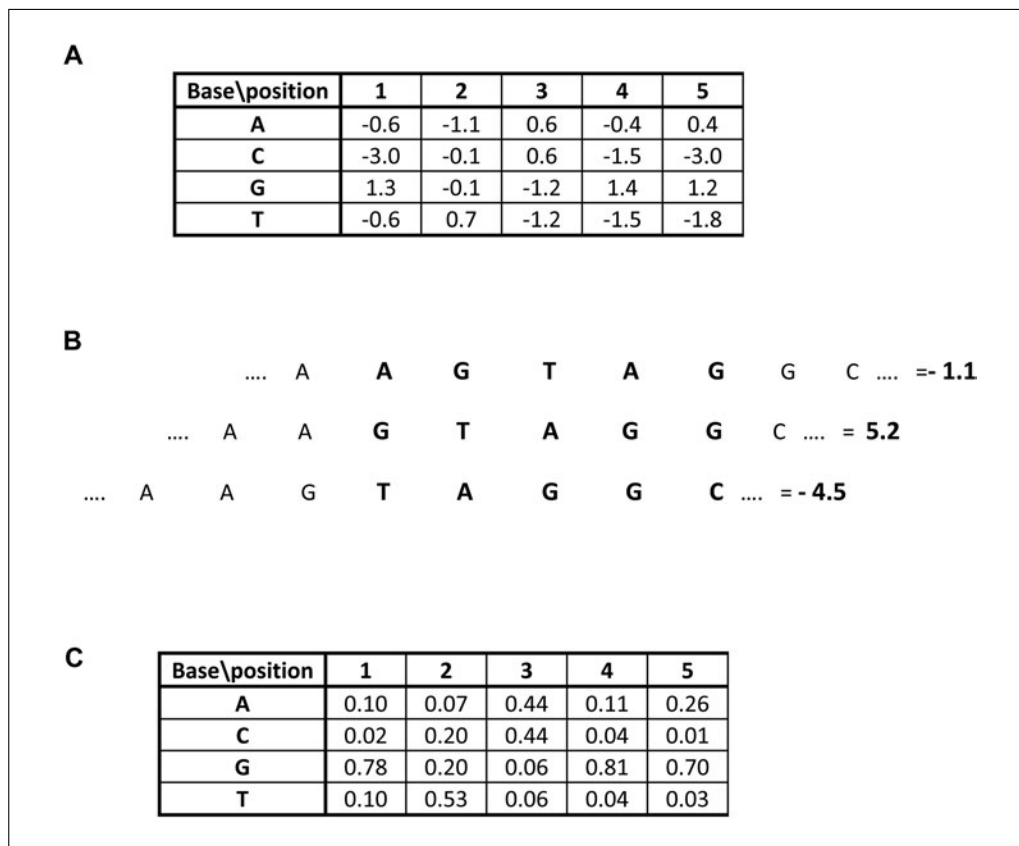 A
Base\position 1 2 3 4 5
A -0.6 -1.1 0.6 -0.4 0.4
C -3.0 -0.1 0.6 -1.5 -3.0
G 1.3 -0.1 -1.2 1.4 1.2
T -0.6 0.7 -1.2 -1.5 -1.8
B
.... A A G T A G G C .... =- 1.1
.... A A G T A G G C .... = 5.2
.... A A G T A G G C .... = - 4.5
C
Base\position 1 2 3 4 5
A 0.10 0.07 0.44 0.11 0.26
C 0.02 0.20 0.44 0.04 0.01
G 0.78 0.20 0.06 0.81 0.70
T 0.10 0.53 0.06 0.04 0.03